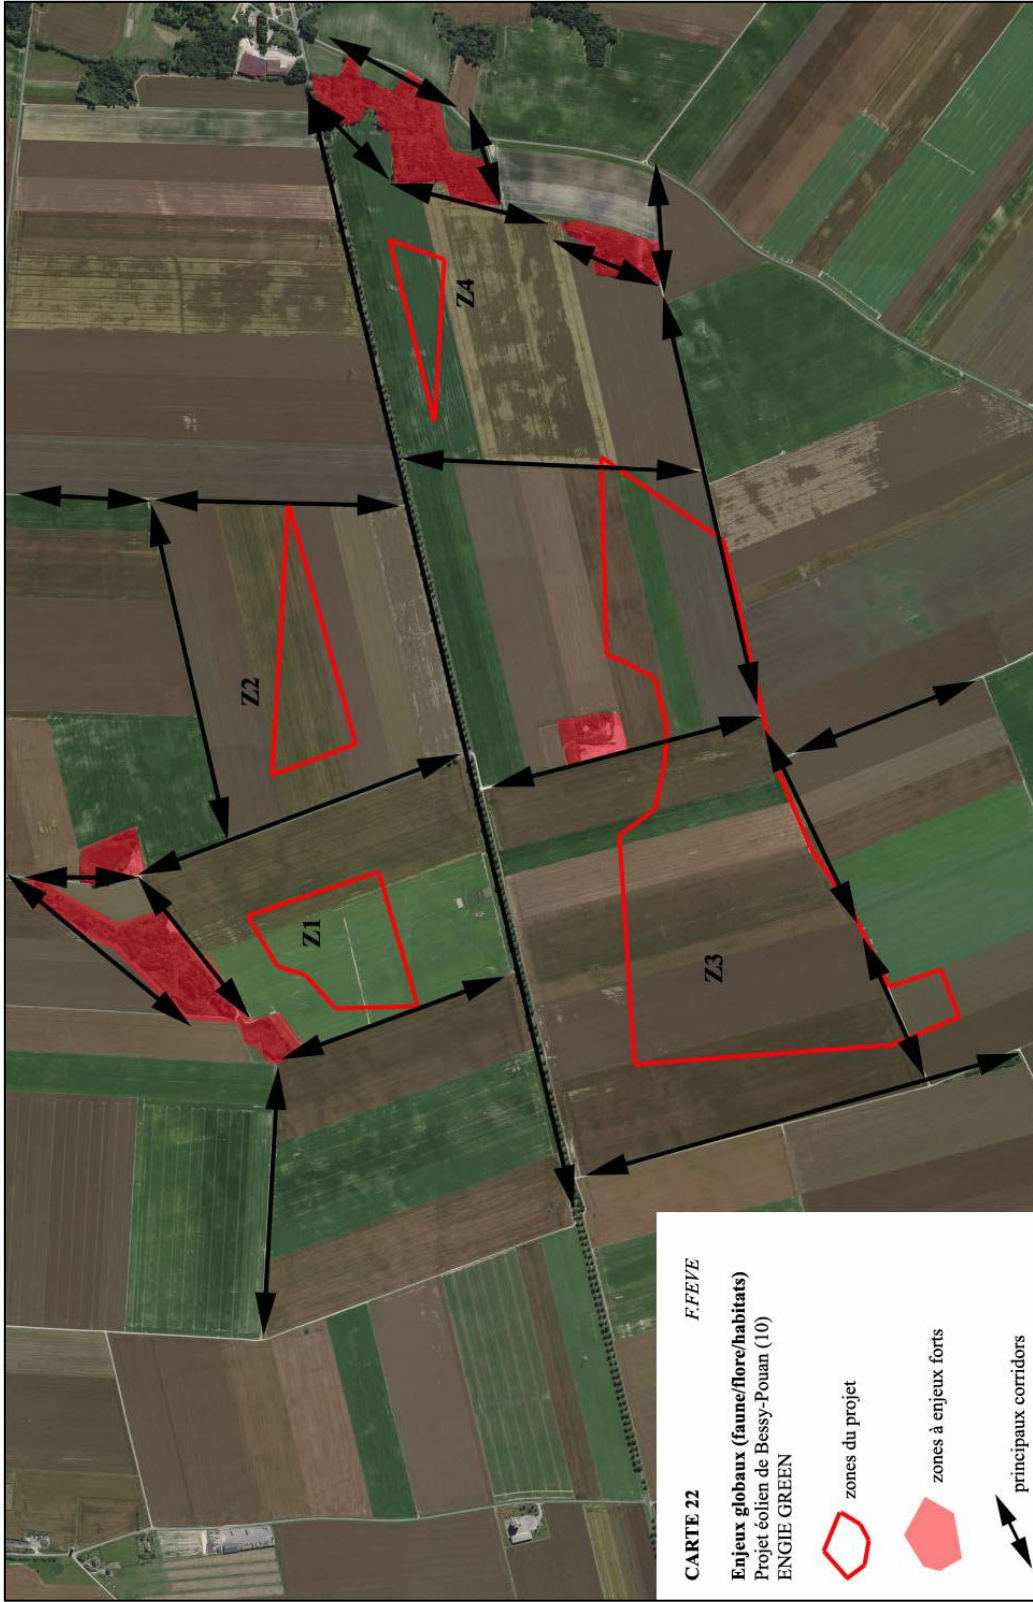 Z1
Z2
Z3
Z4
CARTE 22 F.FEVE
Enjeux globaux (faune/flore/habitats)
Projet éolien de Bessy-Pouan (10)
ENGIE GREEN
zones du projet
zones à enjeux forts
principaux corridors